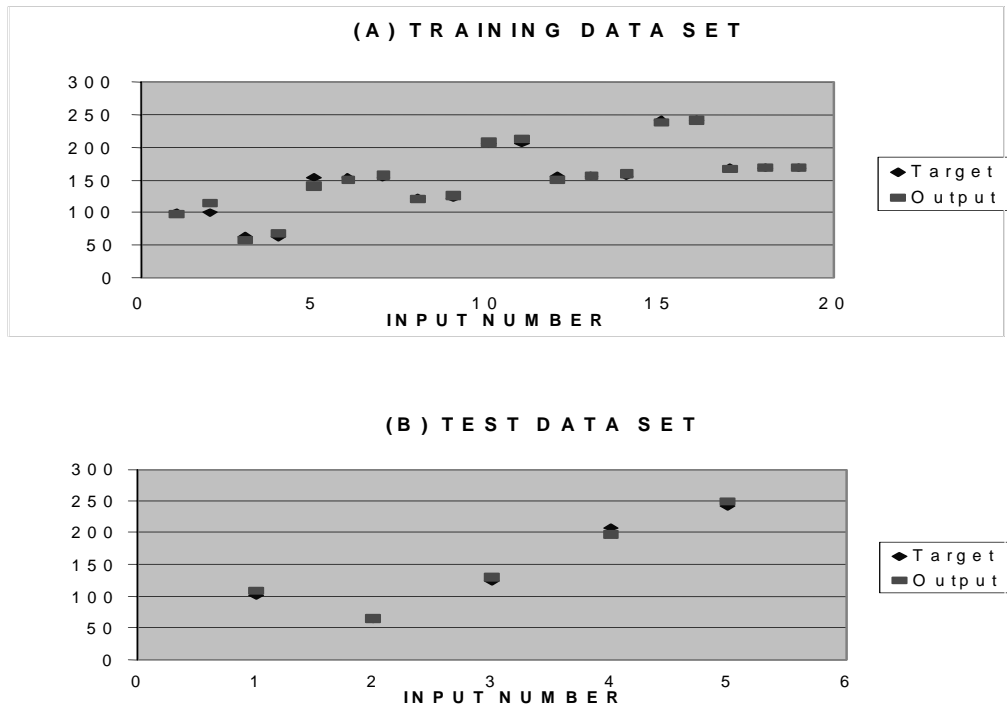 (A) TRAINING DATA SET
300
250
200
150
100
50
0
0 5 10 15 20
INPUT NUMBER
Target
Output
(B) TEST DATA SET
300
250
200
150
100
50
0
0 1 2 3 4 5 6
INPUT NUMBER
Target
Output